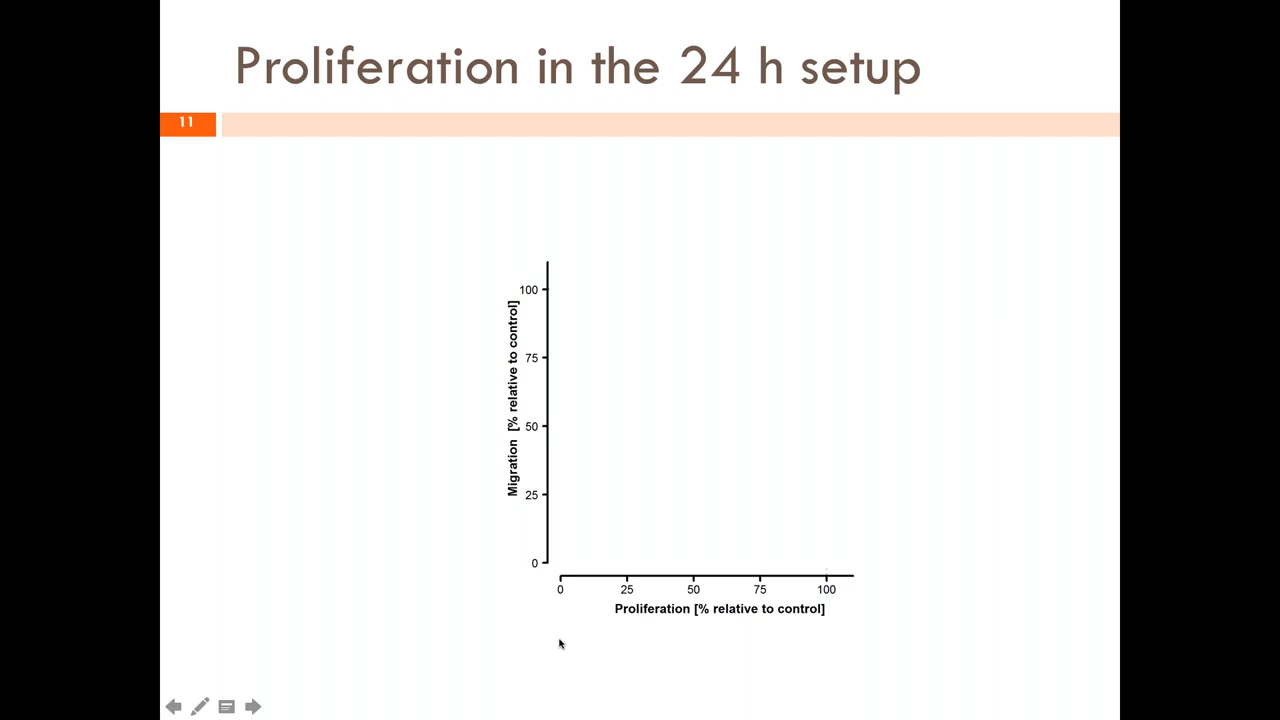 Proliferation in the 24 h setup
11
100
75
50
25
0
Migration [% relative to control]
0 25 50 75 100
Proliferation [% relative to control]